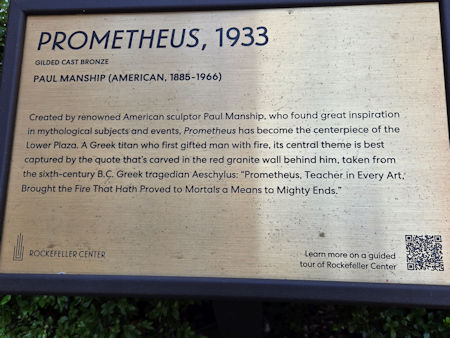 PROMETHEUS, 1933
GILDED CAST BRONZE
PAUL MANSHIP (AMERICAN, 1885-1966)
Created by renowned American sculptor Paul Manship, who found great inspiration
in mythological subjects and events, Prometheus has become the centerpiece of the
Lower Plaza. A Greek titan who first gifted man with fire, its central theme is best
captured by the quote that's carved in the red granite wall behind him, taken from
the sixth-century B.C. Greek tragedian Aeschylus: "Prometheus, Teacher in Every Art,
Brought the Fire That Hath Proved to Mortals a Means to Mighty Ends."
ROCKEFELLER CENTER
Learn more on a guided
tour of Rockefeller Center